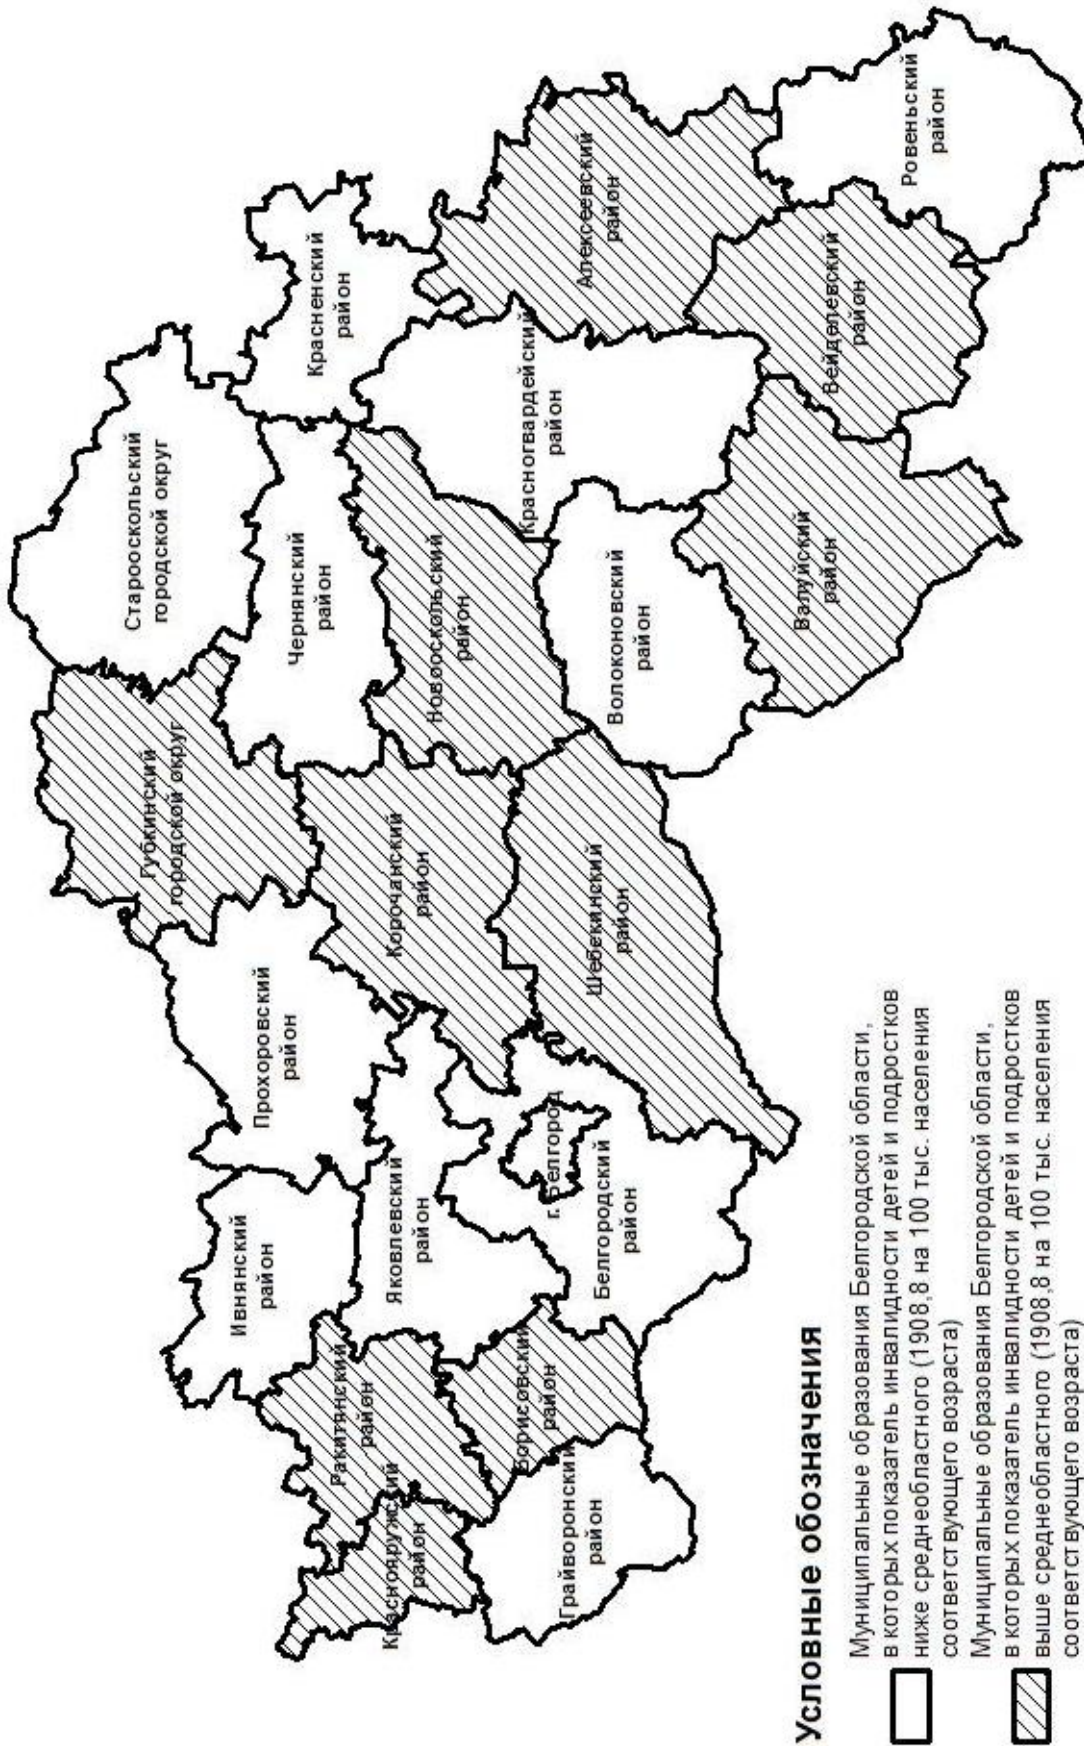 Старооскольский
городской округ
Губкинский
городской округ
Красненский
район
Чернянский
район
Прохоровский
район
Ивнянский
район
Алексеевский
район
Ровеньский
район
Красногвардейский
район
Новооскольский
район
Корочанский
район
Яковлевский
район
Ракитянский
район
Краснояружский
район
Вейделевский
район
Валуйский
район
Волоконовский
район
Шебекинский
район
г. Белгород
Белгородский
район
Борисовский
район
Грайворонский
район
Условные обозначения
Муниципальные образования Белгородской области,
в которых показатель инвалидности детей и подростков
ниже среднеобластного (1908,8 на 100 тыс. населения
соответствующего возраста)
Муниципальные образования Белгородской области,
в которых показатель инвалидности детей и подростков
выше среднеобластного (1908,8 на 100 тыс. населения
соответствующего возраста)